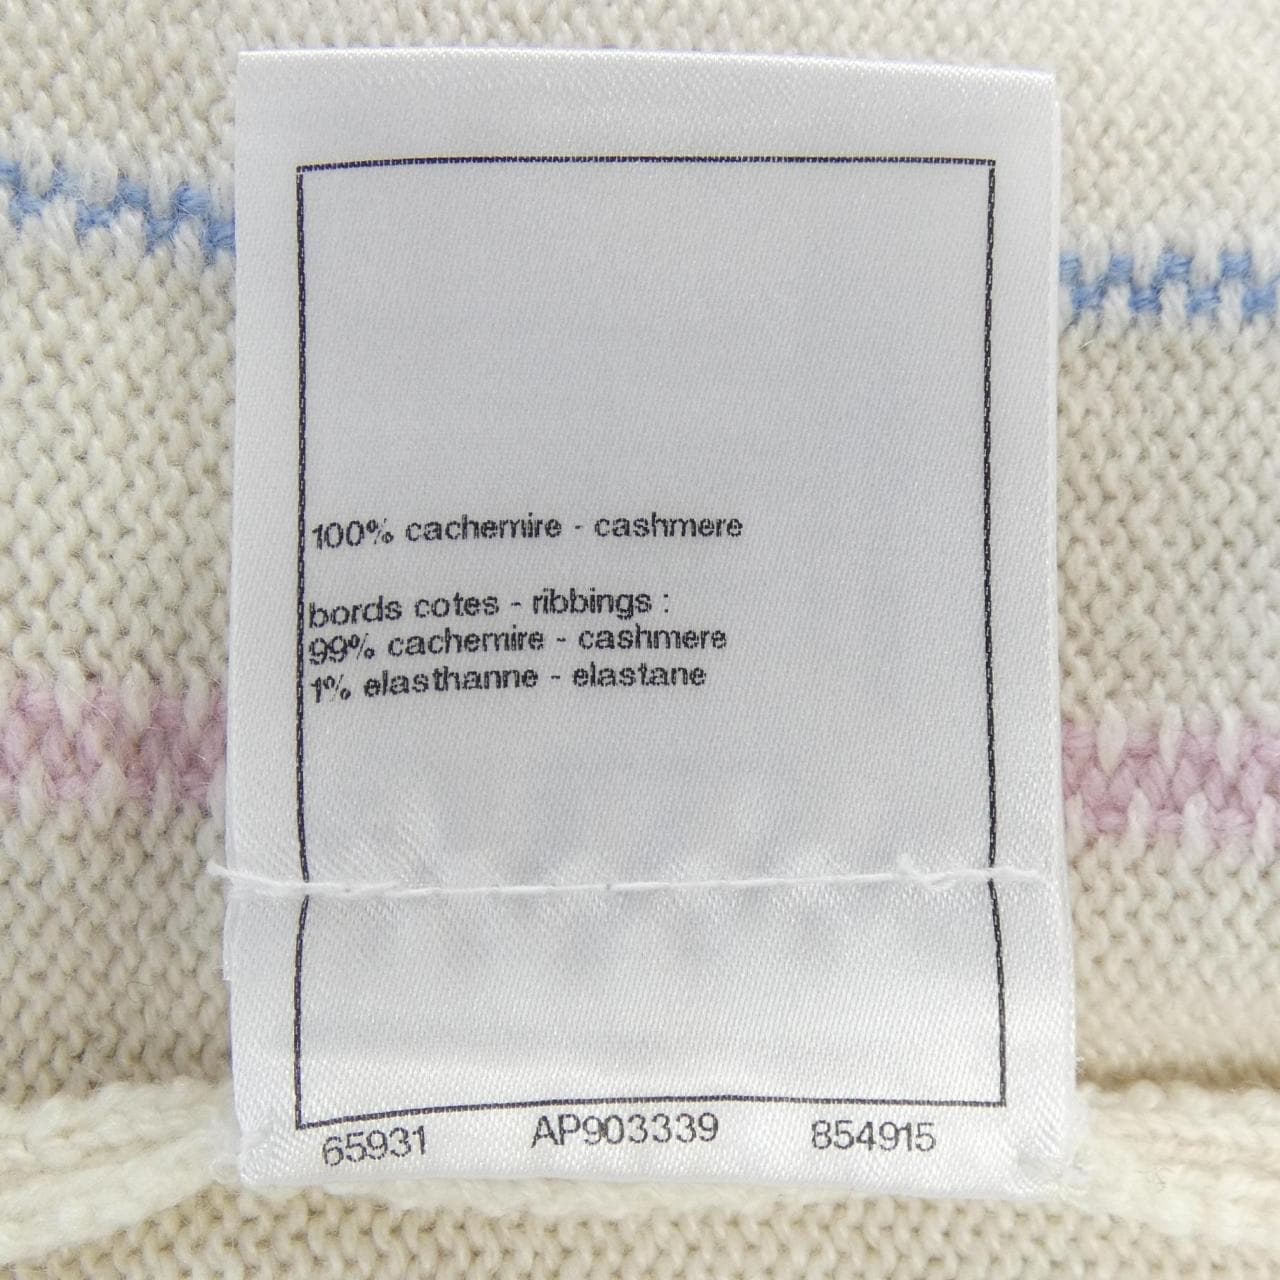 100% cachemire - cashmere
bords cotes - ribbings :
99% cachemire - cashmere
1% elasthanne - elastane
65931 AP903339 854915